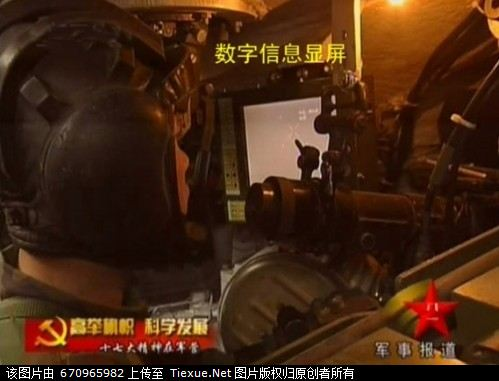 数字信息显屏
高举旗帜 科学发展
十七大精神在军营
八一
军事报道
该图片由 670965982 上传至 Tiexue.Net 图片版权归原创者所有